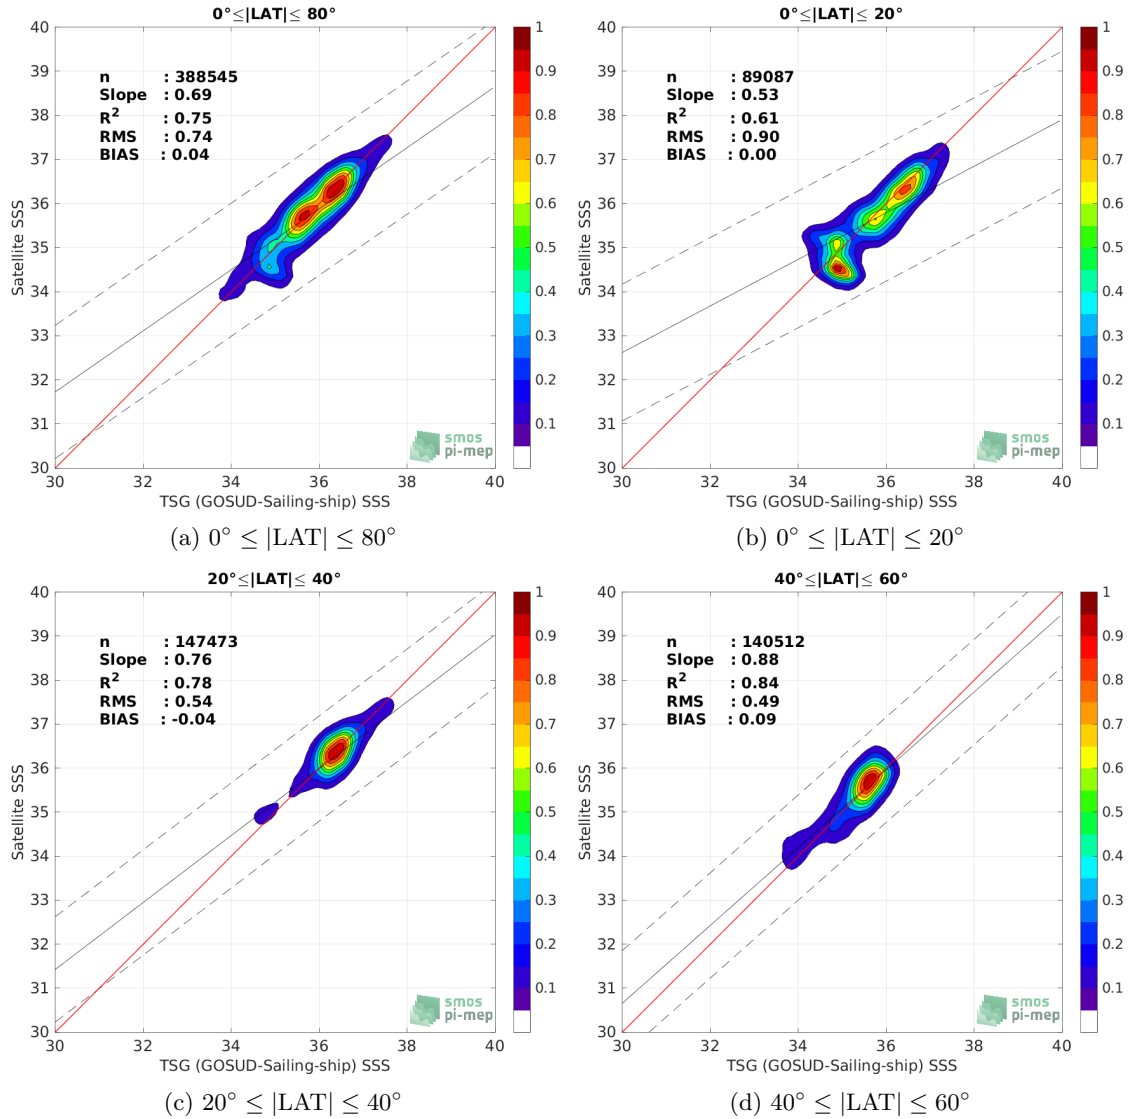 0°≤|LAT|≤ 80°
n : 388545
Slope : 0.69
R² : 0.75
RMS : 0.74
BIAS : 0.04
Satellite SSS
40
39
38
37
36
35
34
33
32
31
30
30 32 34 36 38 40
TSG (GOSUD-Sailing-ship) SSS
1
0.9
0.8
0.7
0.6
0.5
0.4
0.3
0.2
0.1
smos
pi-mep
(a) 0° ≤ |LAT| ≤ 80°
0°≤|LAT|≤ 20°
n : 89087
Slope : 0.53
R² : 0.61
RMS : 0.90
BIAS : 0.00
Satellite SSS
40
39
38
37
36
35
34
33
32
31
30
30 32 34 36 38 40
TSG (GOSUD-Sailing-ship) SSS
1
0.9
0.8
0.7
0.6
0.5
0.4
0.3
0.2
0.1
smos
pi-mep
(b) 0° ≤ |LAT| ≤ 20°
20°≤|LAT|≤ 40°
n : 147473
Slope : 0.76
R² : 0.78
RMS : 0.54
BIAS : -0.04
Satellite SSS
40
39
38
37
36
35
34
33
32
31
30
30 32 34 36 38 40
TSG (GOSUD-Sailing-ship) SSS
1
0.9
0.8
0.7
0.6
0.5
0.4
0.3
0.2
0.1
smos
pi-mep
(c) 20° ≤ |LAT| ≤ 40°
40°≤|LAT|≤ 60°
n : 140512
Slope : 0.88
R² : 0.84
RMS : 0.49
BIAS : 0.09
Satellite SSS
40
39
38
37
36
35
34
33
32
31
30
30 32 34 36 38 40
TSG (GOSUD-Sailing-ship) SSS
1
0.9
0.8
0.7
0.6
0.5
0.4
0.3
0.2
0.1
smos
pi-mep
(d) 40° ≤ |LAT| ≤ 60°